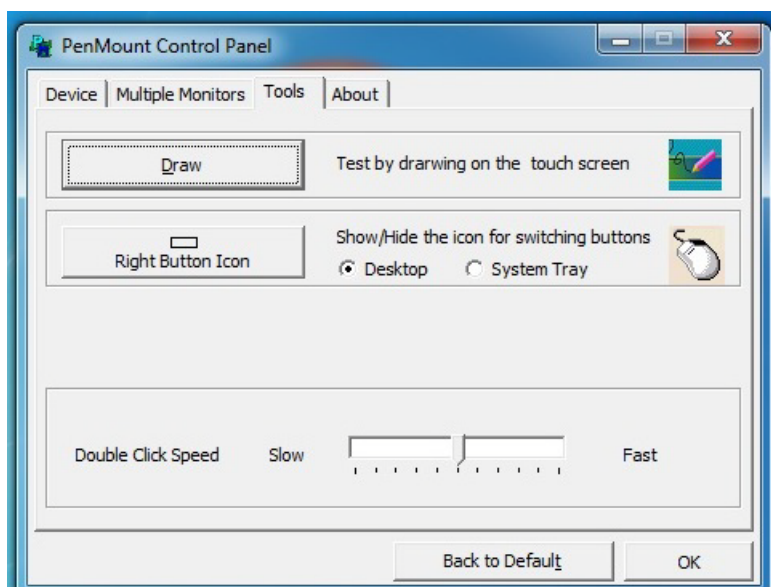 PenMount Control Panel
Device Multiple Monitors Tools About
Draw Test by drarwing on the touch screen
Right Button Icon
Show/Hide the icon for switching buttons
Desktop System Tray
Double Click Speed Slow Fast
Back to Default OK